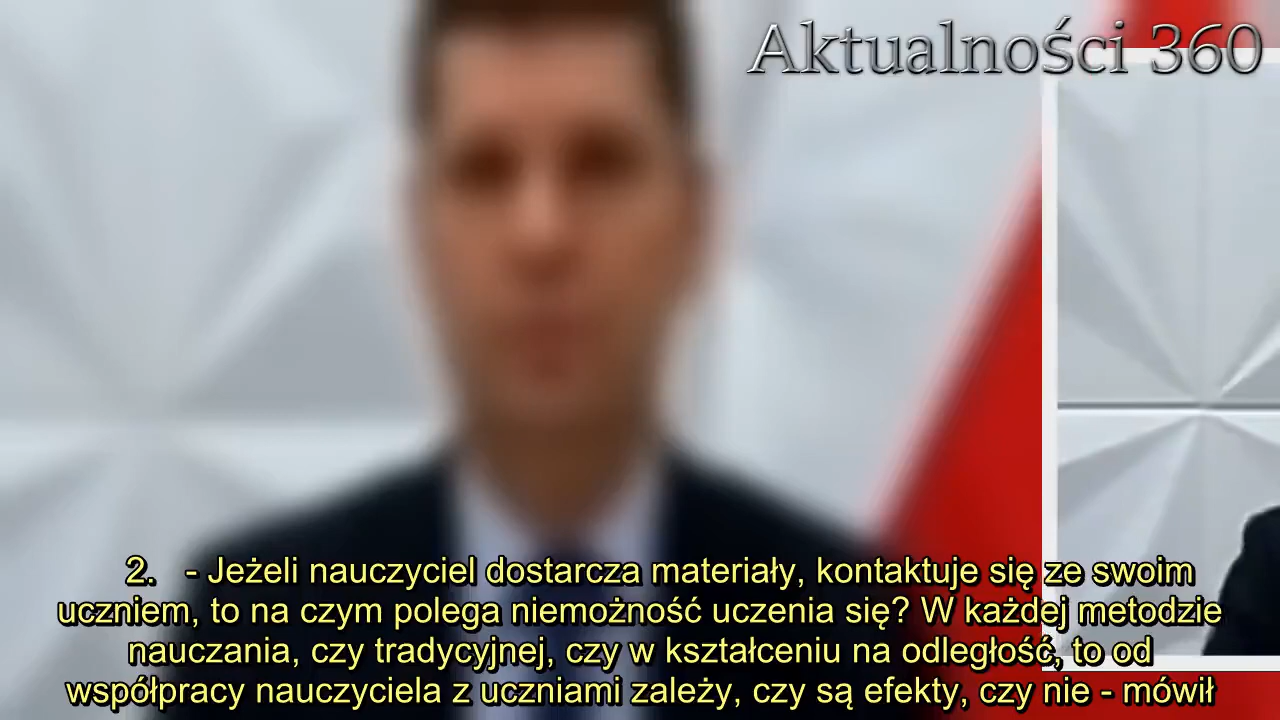 Aktualności 360
2. - Jeżeli nauczyciel dostarcza materiały, kontaktuje się ze swoim
uczniem, to na czym polega niemożność uczenia się? W każdej metodzie
nauczania, czy tradycyjnej, czy w kształceniu na odległość, to od
współpracy nauczyciela z uczniami zależy, czy są efekty, czy nie - mówił